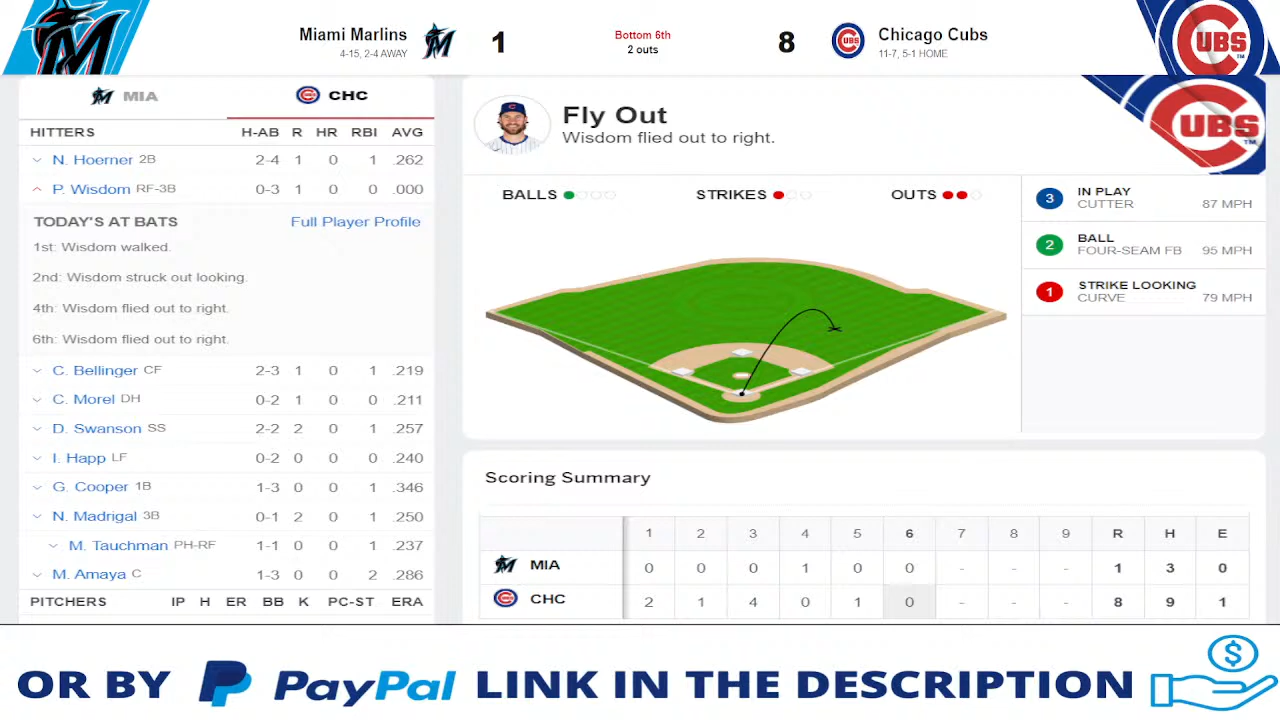 Miami Marlins
4-15, 2-4 AWAY
1
Bottom 6th
2 outs
8
Chicago Cubs
11-7, 5-1 HOME
CUBS
TM
MIA
CHC
HITTERS H-AB R HR RBI AVG
N. Hoerner 2B 2-4 1 0 1 .262
P. Wisdom RF-3B 0-3 1 0 0 .000
TODAY'S AT BATS Full Player Profile
1st: Wisdom walked.
2nd: Wisdom struck out looking.
4th: Wisdom flied out to right.
6th: Wisdom flied out to right.
C. Bellinger CF 2-3 1 0 1 .219
C. Morel DH 0-2 1 0 0 .211
D. Swanson SS 2-2 2 0 1 .257
I. Happ LF 0-2 0 0 0 .240
G. Cooper 1B 1-3 0 0 1 .346
N. Madrigal 3B 0-1 2 0 1 .250
M. Tauchman PH-RF 1-1 0 0 1 .237
M. Amaya C 1-3 0 0 2 .286
PITCHERS IP H ER BB K PC-ST ERA
Fly Out
Wisdom flied out to right.
CUBS
TM
BALLS STRIKES OUTS
3 IN PLAY
CUTTER 87 MPH
2 BALL
FOUR-SEAM FB 95 MPH
1 STRIKE LOOKING
CURVE 79 MPH
Scoring Summary
1 2 3 4 5 6 7 8 9 R H E
MIA 0 0 0 1 0 0 - - - 1 3 0
CHC 2 1 4 0 1 0 - - - 8 9 1
OR BY PayPal LINK IN THE DESCRIPTION